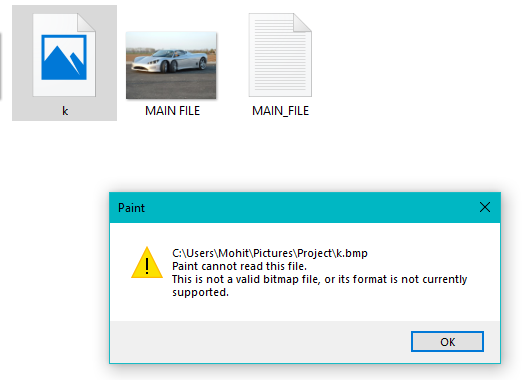 k
MAIN FILE
MAIN_FILE
Paint
C:\Users\Mohit\Pictures\Project\k.bmp
Paint cannot read this file.
This is not a valid bitmap file, or its format is not currently
supported.
OK